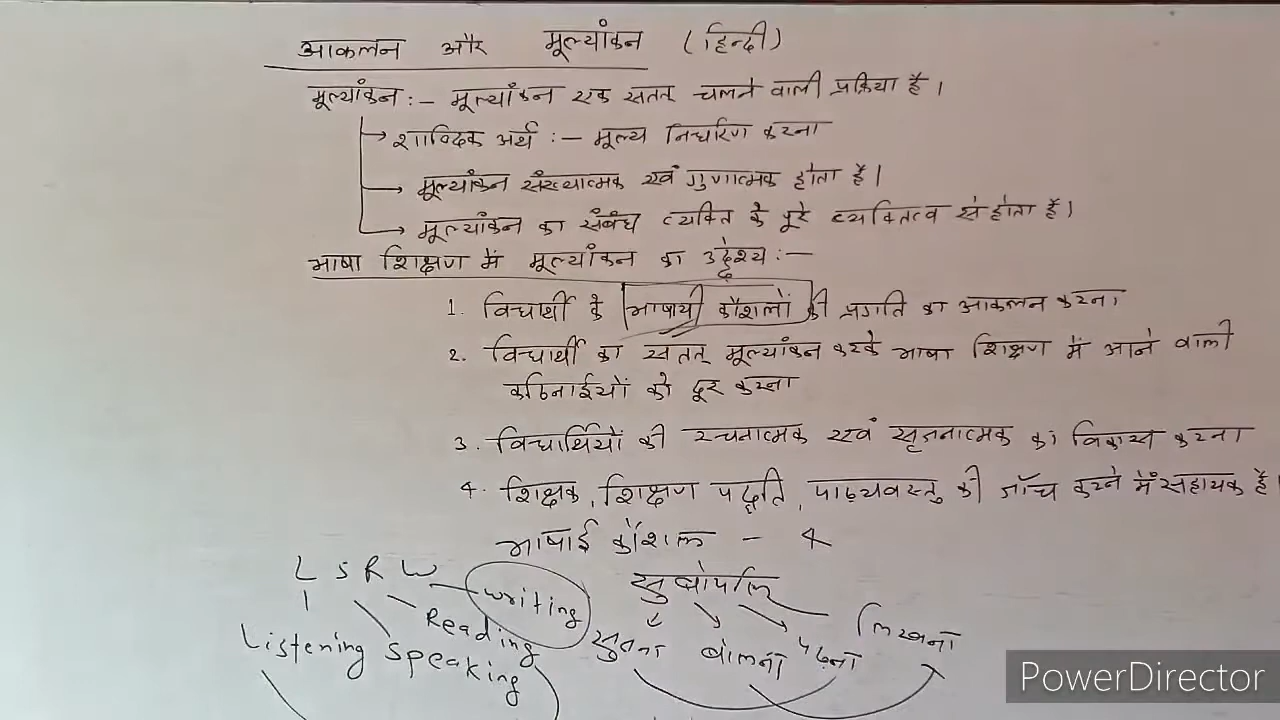 आकलन और मूल्यांकन (हिन्दी)
मूल्यांकन :- मूल्यांकन एक सतत् चलने वाली प्रक्रिया है।
→ शाब्दिक अर्थ :- मूल्य निर्धारण करना
→ मूल्यांकन संख्यात्मक एवं गुणात्मक होता है।
→ मूल्यांकन का संबंध व्यक्ति के पूरे व्यक्तित्व से होता है।
भाषा शिक्षण में मूल्यांकन का उद्देश्य :-
1. विद्यार्थी के भाषायी कौशलों की प्रगति का आकलन करना
2. विद्यार्थी का सतत् मूल्यांकन करके भाषा शिक्षण में आने वाली
कठिनाईयों को दूर करना
3. विद्यार्थियों की रचनात्मक एवं सृजनात्मक का विकास करना
4. शिक्षक, शिक्षण पद्धति, पाठ्यवस्तु की जाँच करने में सहायक है।
भाषाई कौशल - 4
L S R W
Writing
Reading
Listening Speaking
सुबोपलि
सुनना बोलना पढ़ना लिखना
PowerDirector